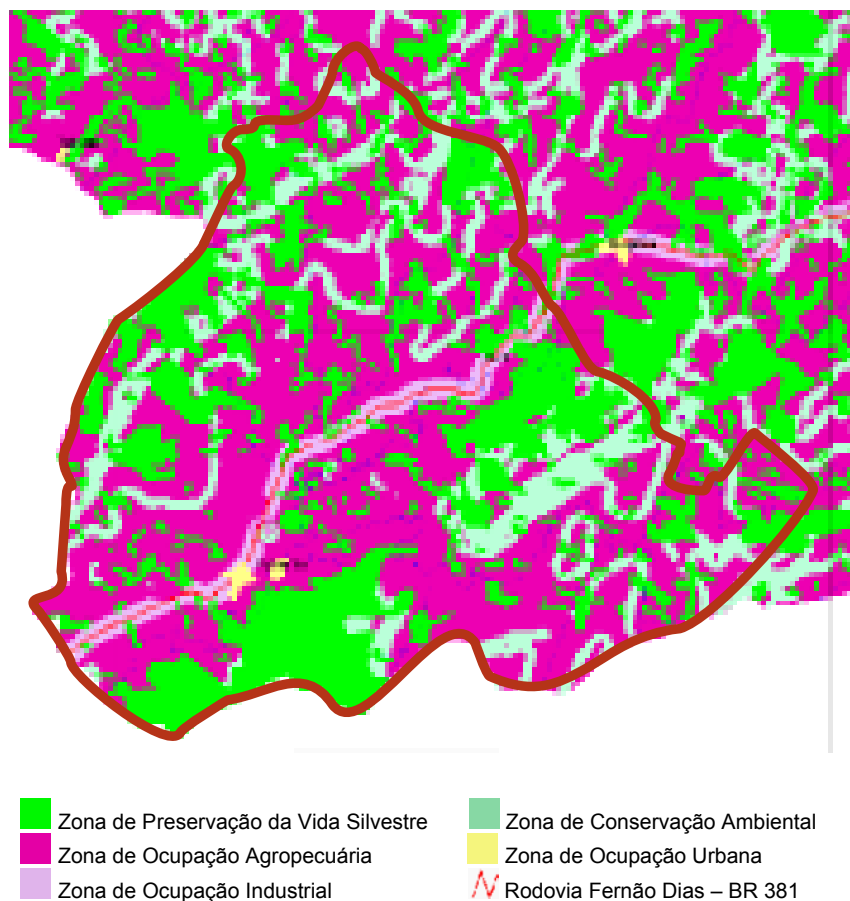 Zona de Preservação da Vida Silvestre
Zona de Ocupação Agropecuária
Zona de Ocupação Industrial
Zona de Conservação Ambiental
Zona de Ocupação Urbana
Rodovia Fernão Dias – BR 381